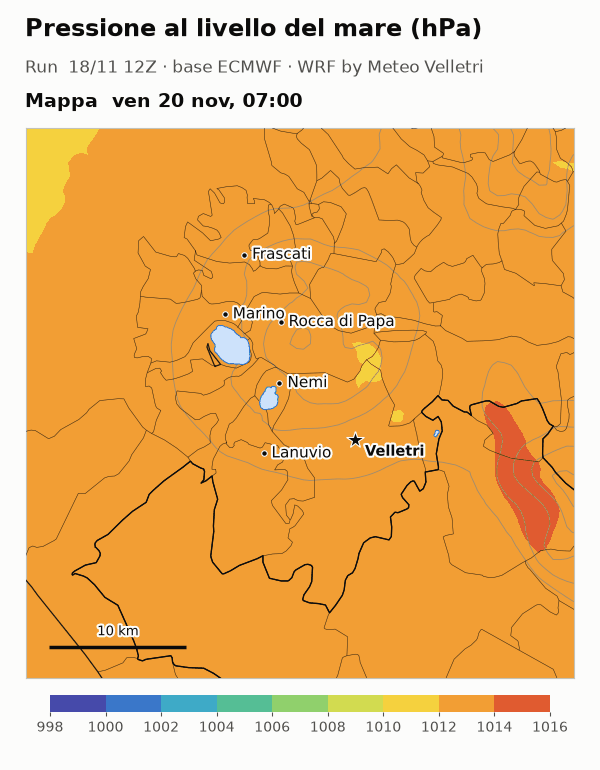 Pressione al livello del mare (hPa)
Run  18/11 12Z · base ECMWF · WRF by Meteo Velletri
Mappa  ven 20 nov, 07:00
Frascati
Marino
Rocca di Papa
Nemi
Velletri
Lanuvio
10 km
998 1000 1002 1004 1006 1008 1010 1012 1014 1016